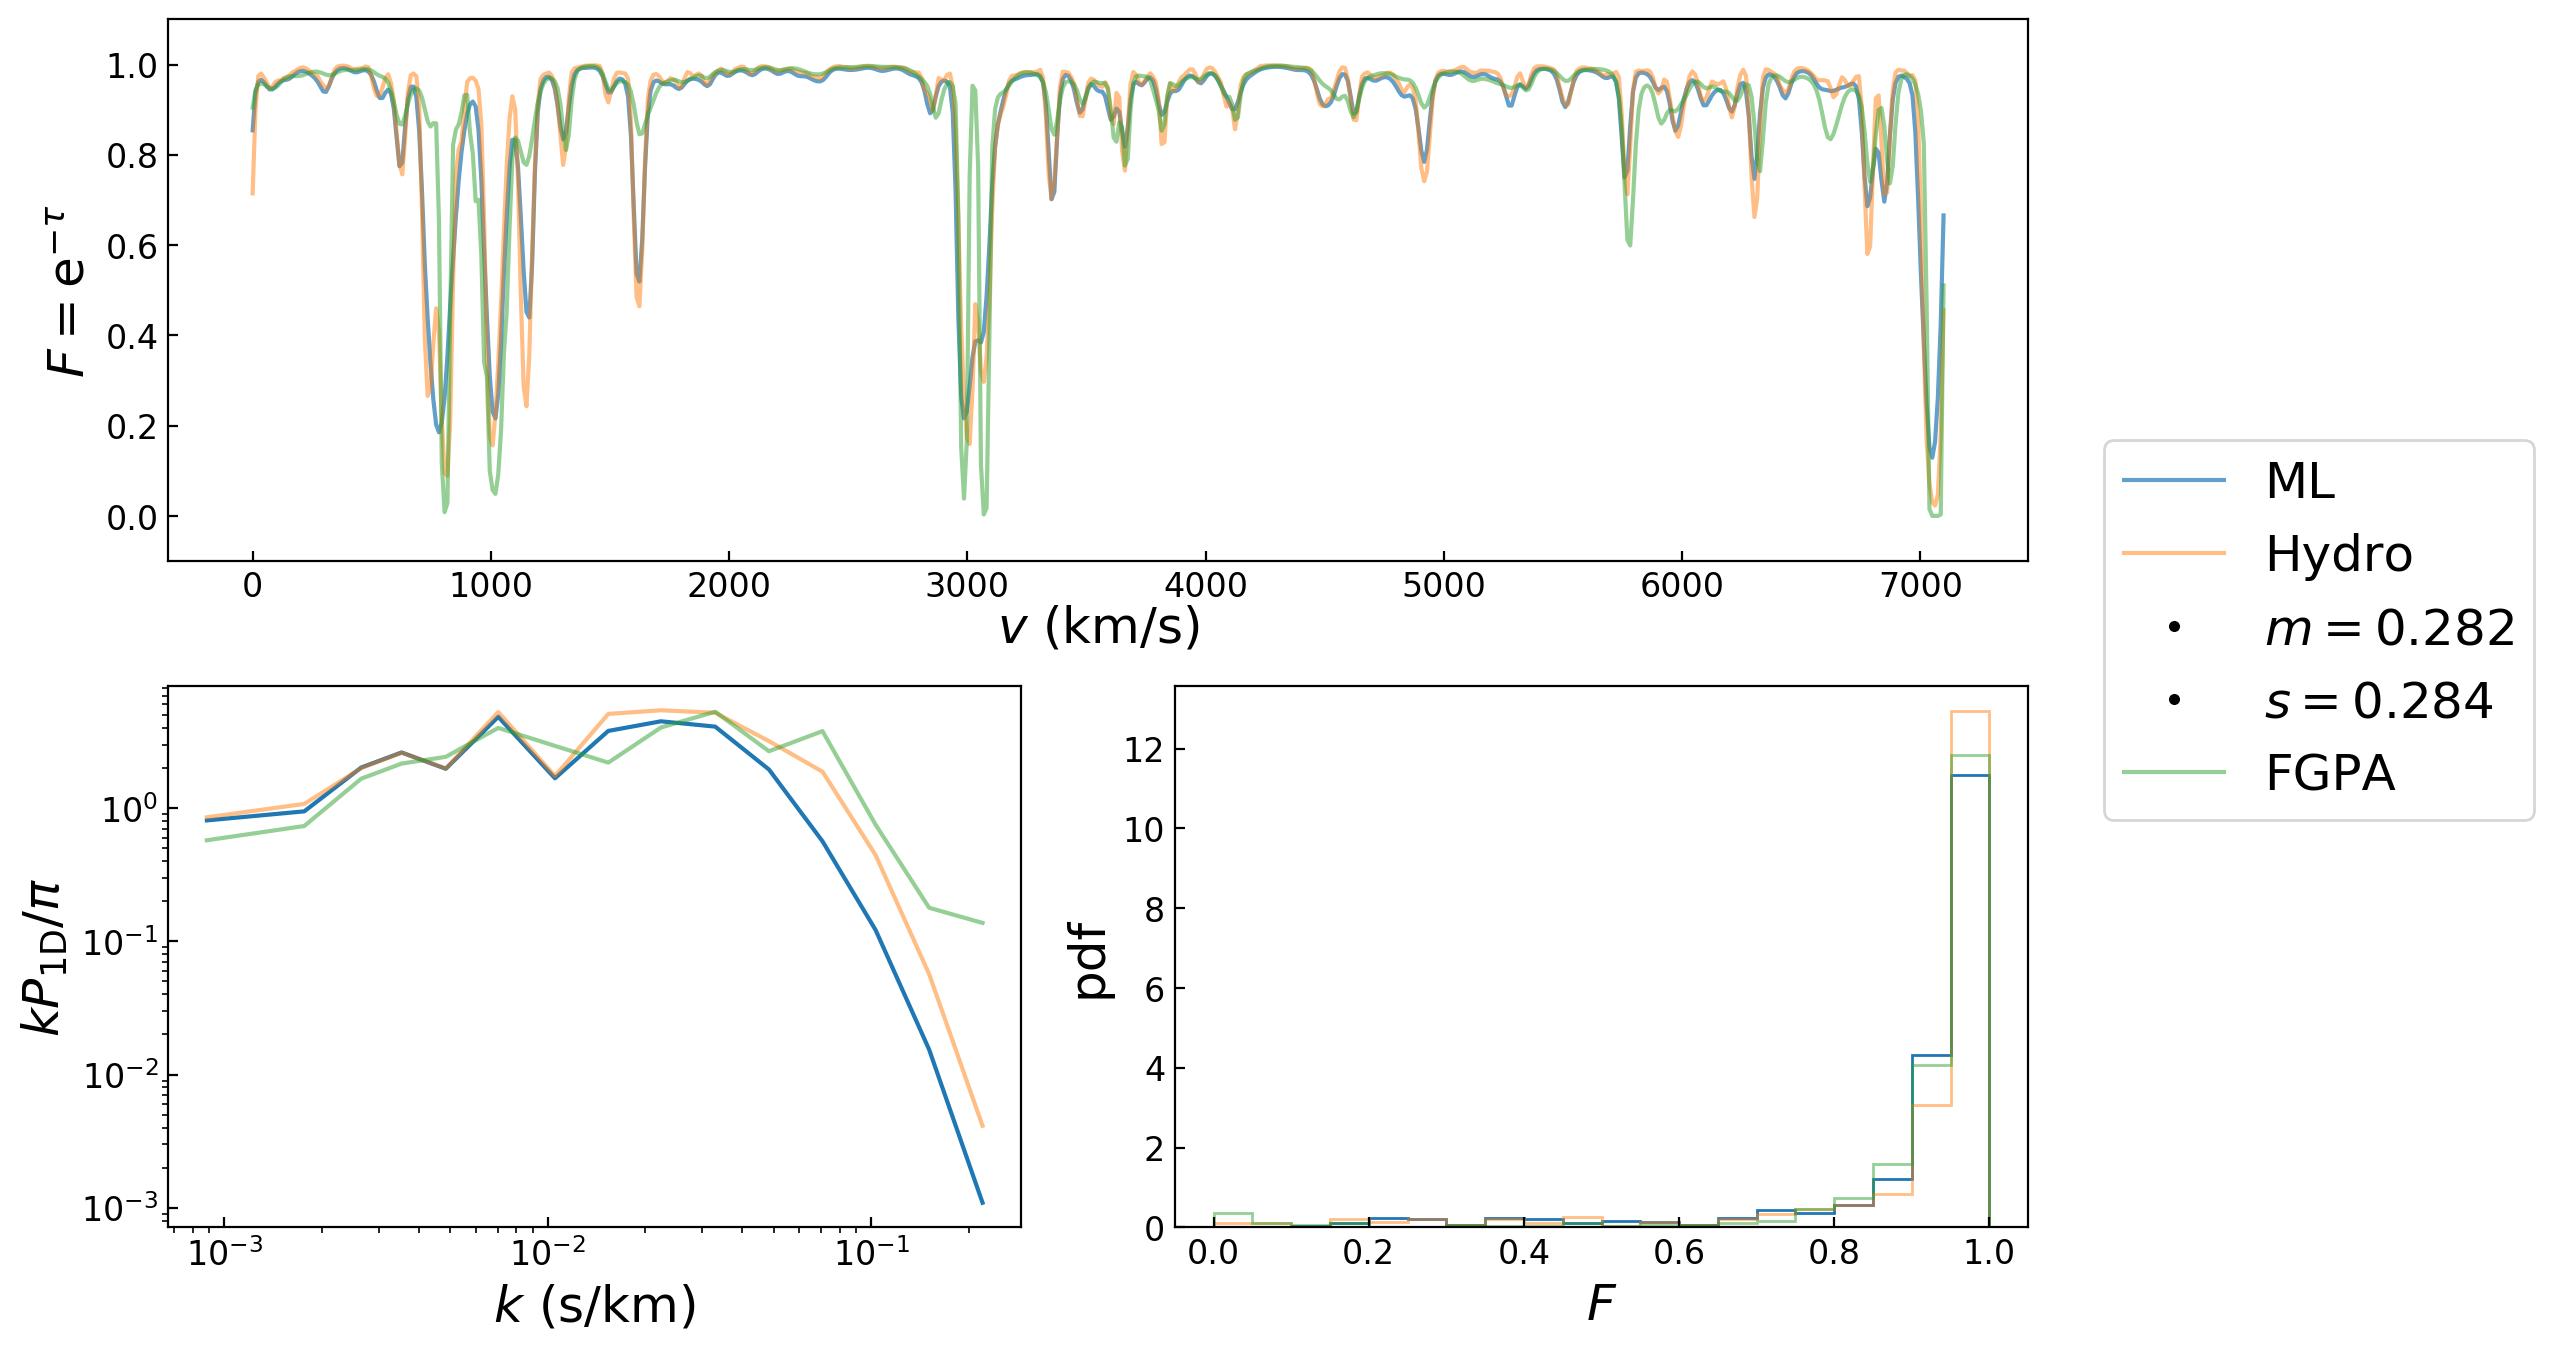 1.0
0.8
0.6
0.4
0.2
0.0
F = e^{−τ}
0 1000 2000 3000 4000 5000 6000 7000
v (km/s)
ML
Hydro
m = 0.282
s = 0.284
FGPA
10^0
10^{−1}
10^{−2}
10^{−3}
kP_{1D}/π
10^{−3} 10^{−2} 10^{−1}
k (s/km)
12
10
8
6
4
2
0
pdf
0.0 0.2 0.4 0.6 0.8 1.0
F